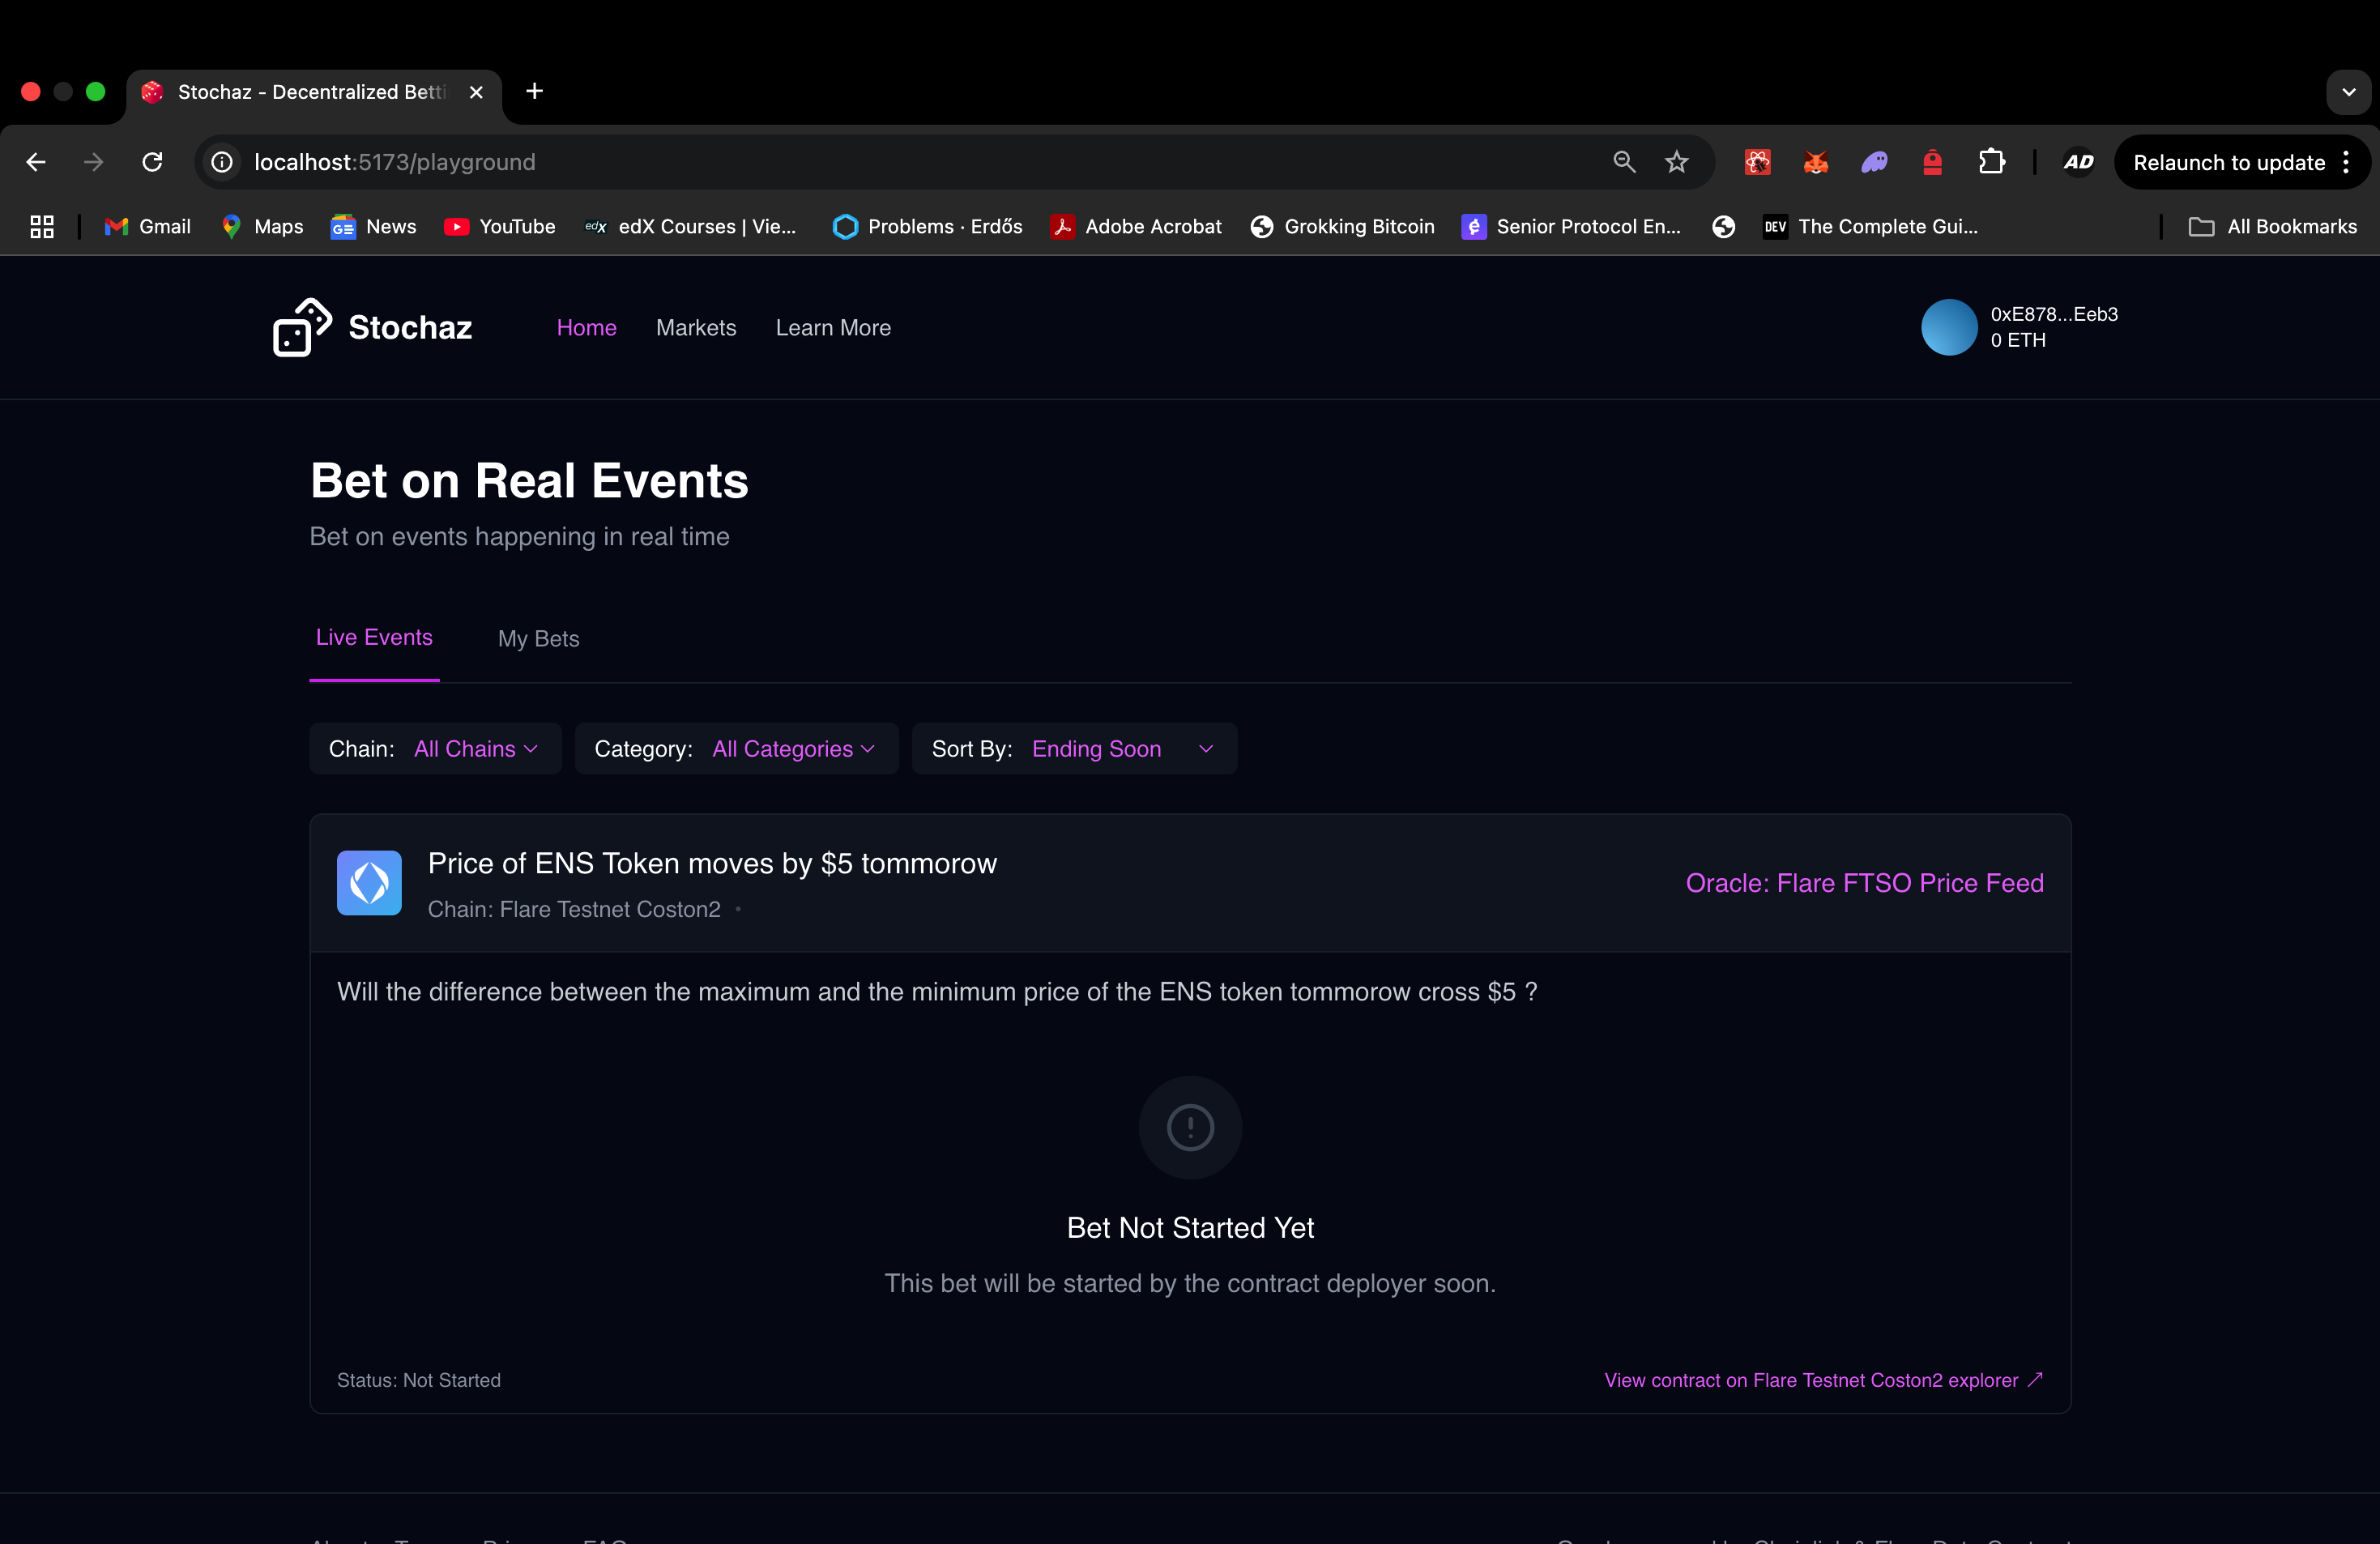 Stochaz - Decentralized Betti
localhost:5173/playground
AD
Relaunch to update
Gmail
Maps
News
YouTube
edX
edX Courses | Vie...
Problems · Erdős
Adobe Acrobat
Grokking Bitcoin
Senior Protocol En...
DEV
The Complete Gui...
All Bookmarks
Stochaz
Home
Markets
Learn More
0xE878...Eeb3
0 ETH
Bet on Real Events
Bet on events happening in real time
Live Events
My Bets
Chain: All Chains
Category: All Categories
Sort By: Ending Soon
Price of ENS Token moves by $5 tommorow
Chain: Flare Testnet Coston2 •
Oracle: Flare FTSO Price Feed
Will the difference between the maximum and the minimum price of the ENS token tommorow cross $5 ?
Bet Not Started Yet
This bet will be started by the contract deployer soon.
Status: Not Started
View contract on Flare Testnet Coston2 explorer ↗